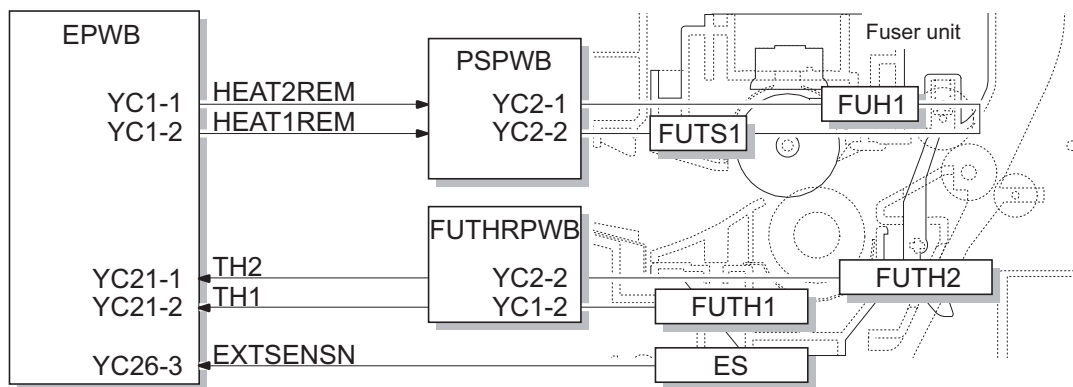 EPWB
Fuser unit
PSPWB
YC1-1 HEAT2REM YC2-1 FUH1
YC1-2 HEAT1REM YC2-2 FUTS1
FUTHRPWB
YC21-1 TH2 YC2-2 FUTH2
YC21-2 TH1 YC1-2 FUTH1
YC26-3 EXTSENSN ES